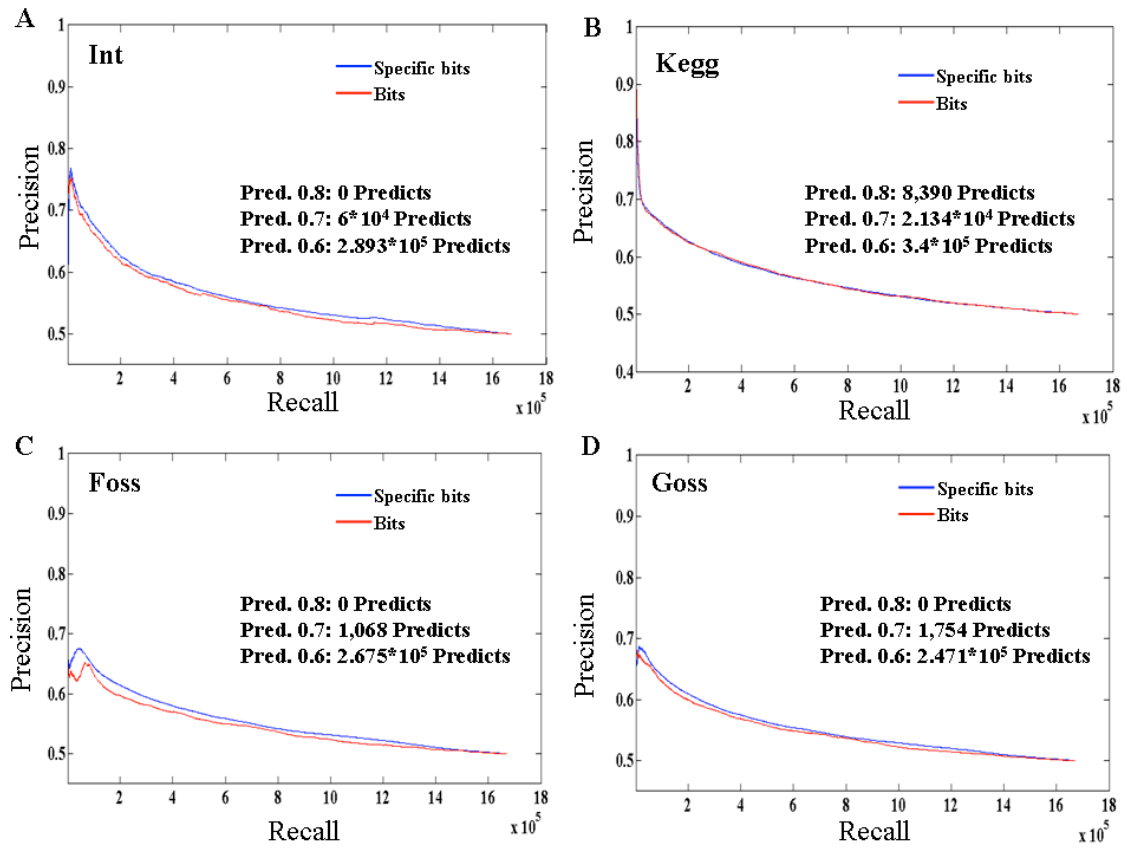 A
Int
Specific bits
Bits
Pred. 0.8: 0 Predicts
Pred. 0.7: 6*10⁴ Predicts
Pred. 0.6: 2.893*10⁵ Predicts
Precision
1
0.9
0.8
0.7
0.6
0.5
2 4 6 8 10 12 14 16 18
Recall
x 10⁵
B
Kegg
Specific bits
Bits
Pred. 0.8: 8,390 Predicts
Pred. 0.7: 2.134*10⁴ Predicts
Pred. 0.6: 3.4*10⁵ Predicts
Precision
1
0.9
0.8
0.7
0.6
0.5
0.4
2 4 6 8 10 12 14 16 18
Recall
x 10⁵
C
Foss
Specific bits
Bits
Pred. 0.8: 0 Predicts
Pred. 0.7: 1,068 Predicts
Pred. 0.6: 2.675*10⁵ Predicts
Precision
1
0.9
0.8
0.7
0.6
0.5
2 4 6 8 10 12 14 16 18
Recall
x 10⁵
D
Goss
Specific bits
Bits
Pred. 0.8: 0 Predicts
Pred. 0.7: 1,754 Predicts
Pred. 0.6: 2.471*10⁵ Predicts
Precision
1
0.9
0.8
0.7
0.6
0.5
2 4 6 8 10 12 14 16 18
Recall
x 10⁵